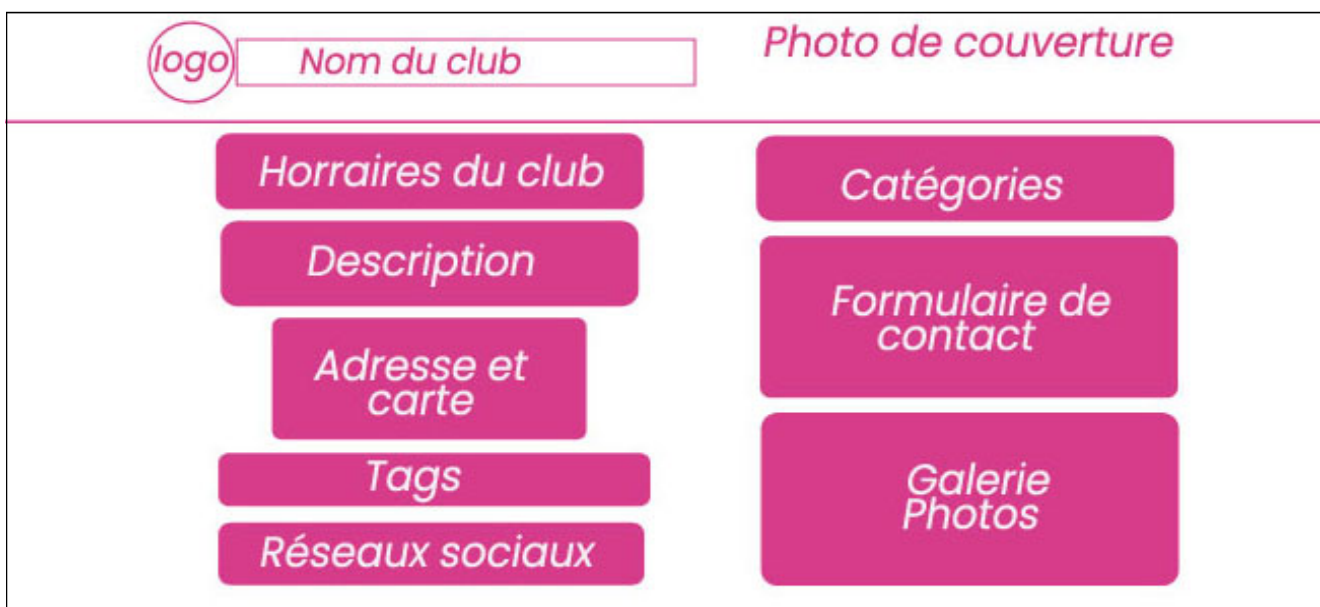 logo
Nom du club
Photo de couverture
Horraires du club
Description
Adresse et
carte
Tags
Réseaux sociaux
Catégories
Formulaire de
contact
Galerie
Photos